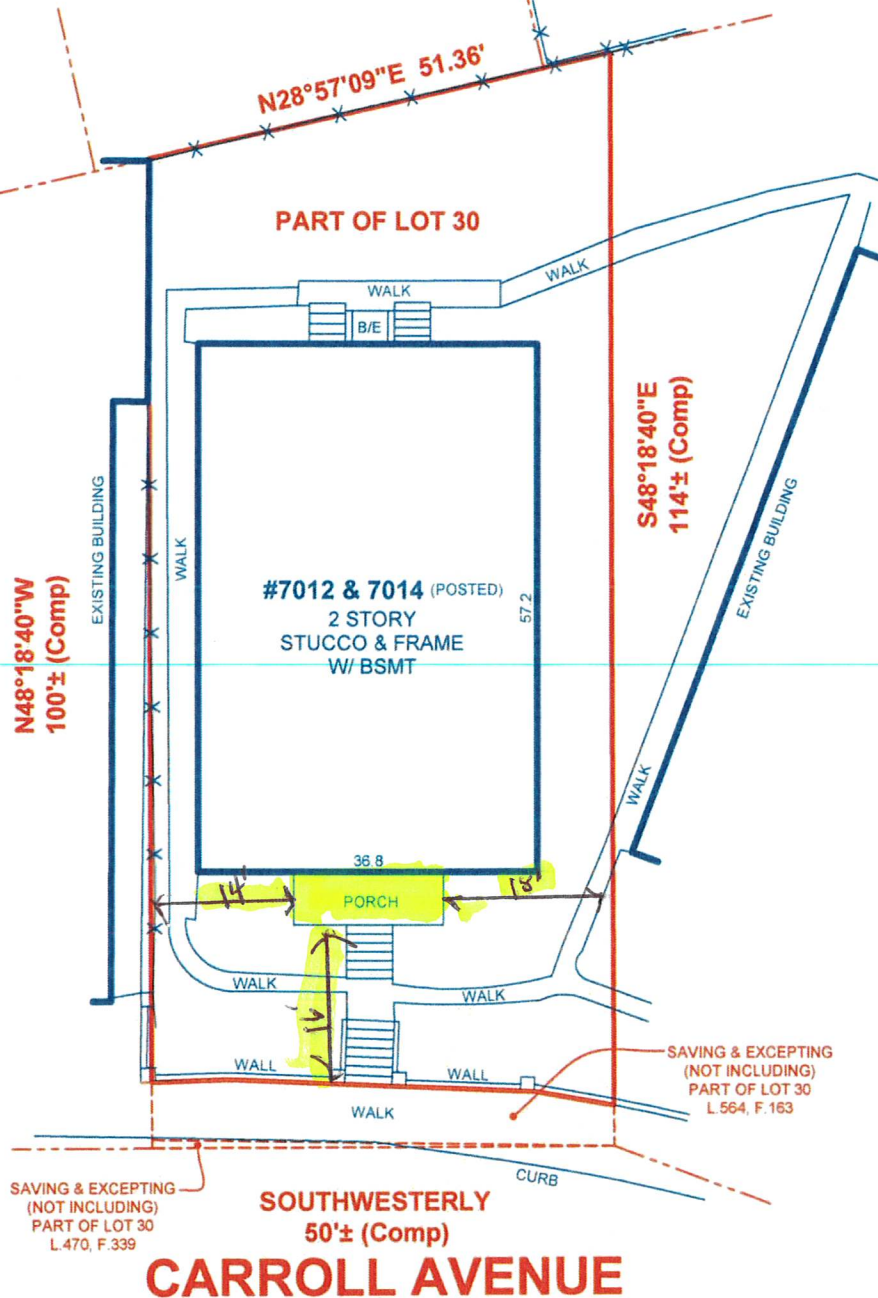 N28°57'09"E 51.36'
PART OF LOT 30
WALK
WALK
B/E
S48°18'40"E
114'± (Comp)
EXISTING BUILDING
WALK
EXISTING BUILDING
N48°18'40"W
100'± (Comp)
#7012 & 7014 (POSTED)
2 STORY
STUCCO & FRAME
W/ BSMT
57.2
WALK
36.8
14'
PORCH
WALK
WALK
WALL
WALL
WALK
SAVING & EXCEPTING
(NOT INCLUDING)
PART OF LOT 30
L.564, F.163
CURB
SAVING & EXCEPTING
(NOT INCLUDING)
PART OF LOT 30
L.470, F.339
SOUTHWESTERLY
50'± (Comp)
CARROLL AVENUE